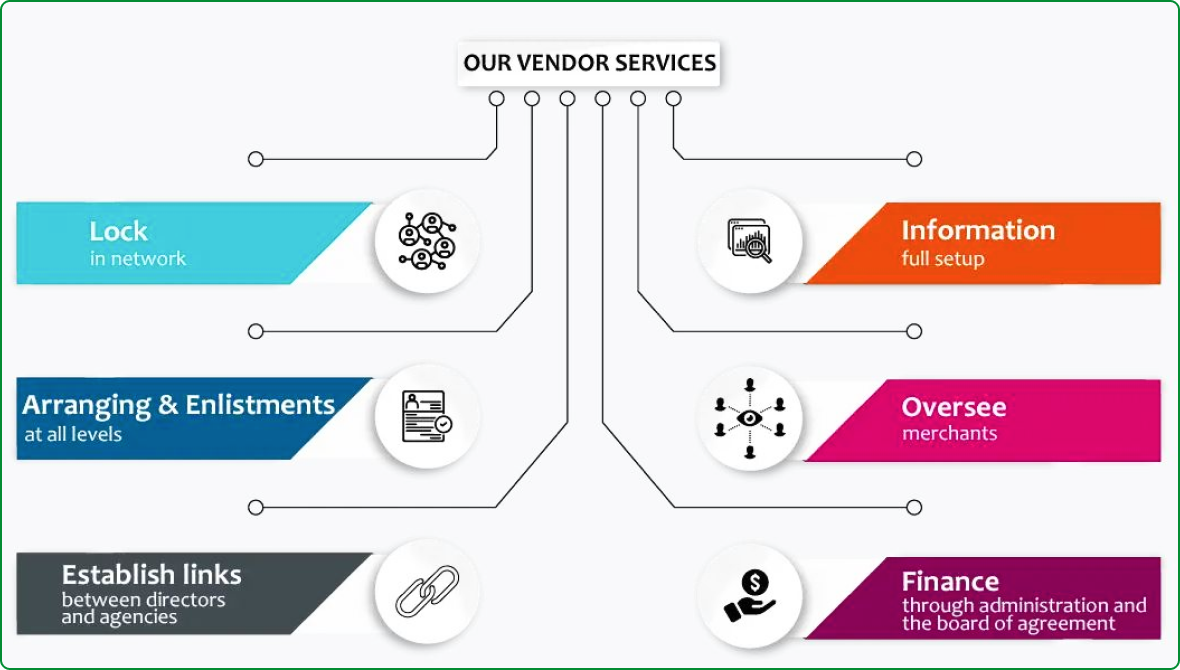 OUR VENDOR SERVICES
Lock
in network
Information
full setup
Arranging & Enlistments
at all levels
Oversee
merchants
Establish links
between directors
and agencies
$
Finance
through administration and
the board of agreement